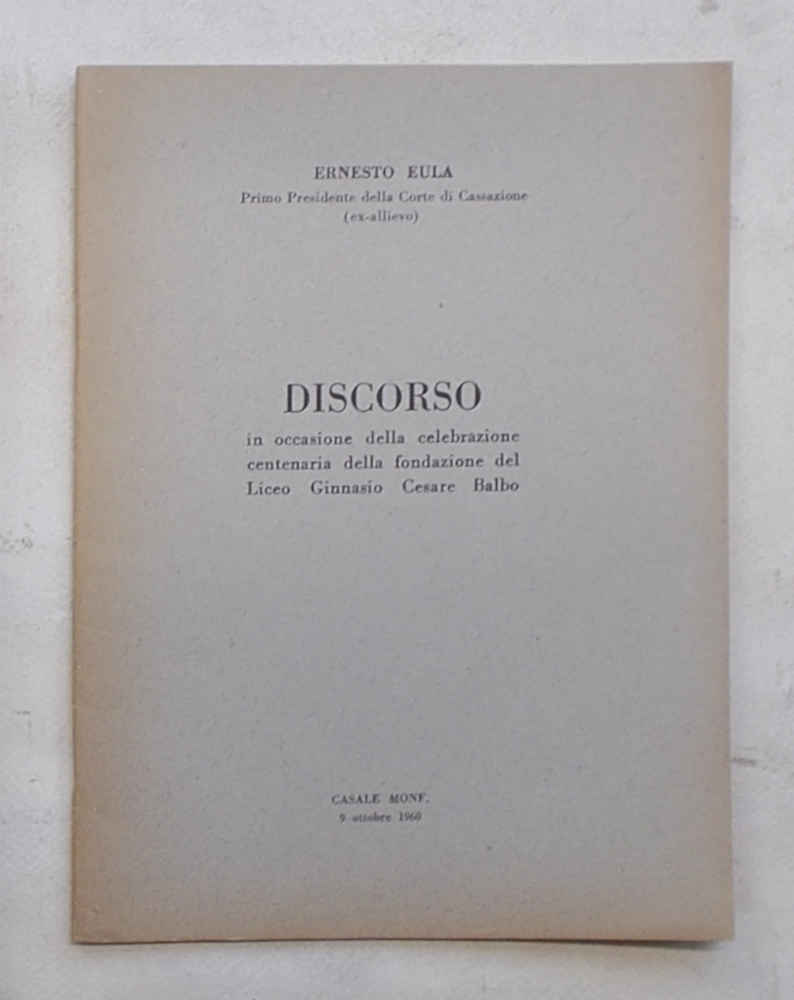 ERNESTO EULA
Primo Presidente della Corte di Cassazione
(ex-allievo)
DISCORSO
in occasione della celebrazione
centenaria della fondazione del
Liceo Ginnasio Cesare Balbo
CASALE MONF.
9 ottobre 1960